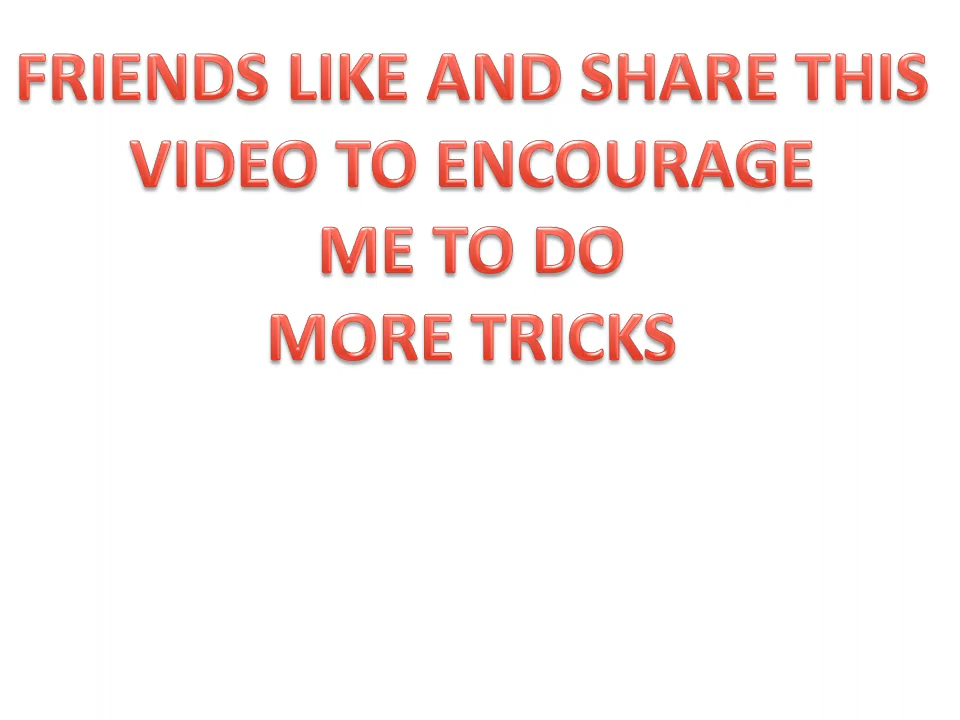 FRIENDS LIKE AND SHARE THIS
VIDEO TO ENCOURAGE
ME TO DO
MORE TRICKS